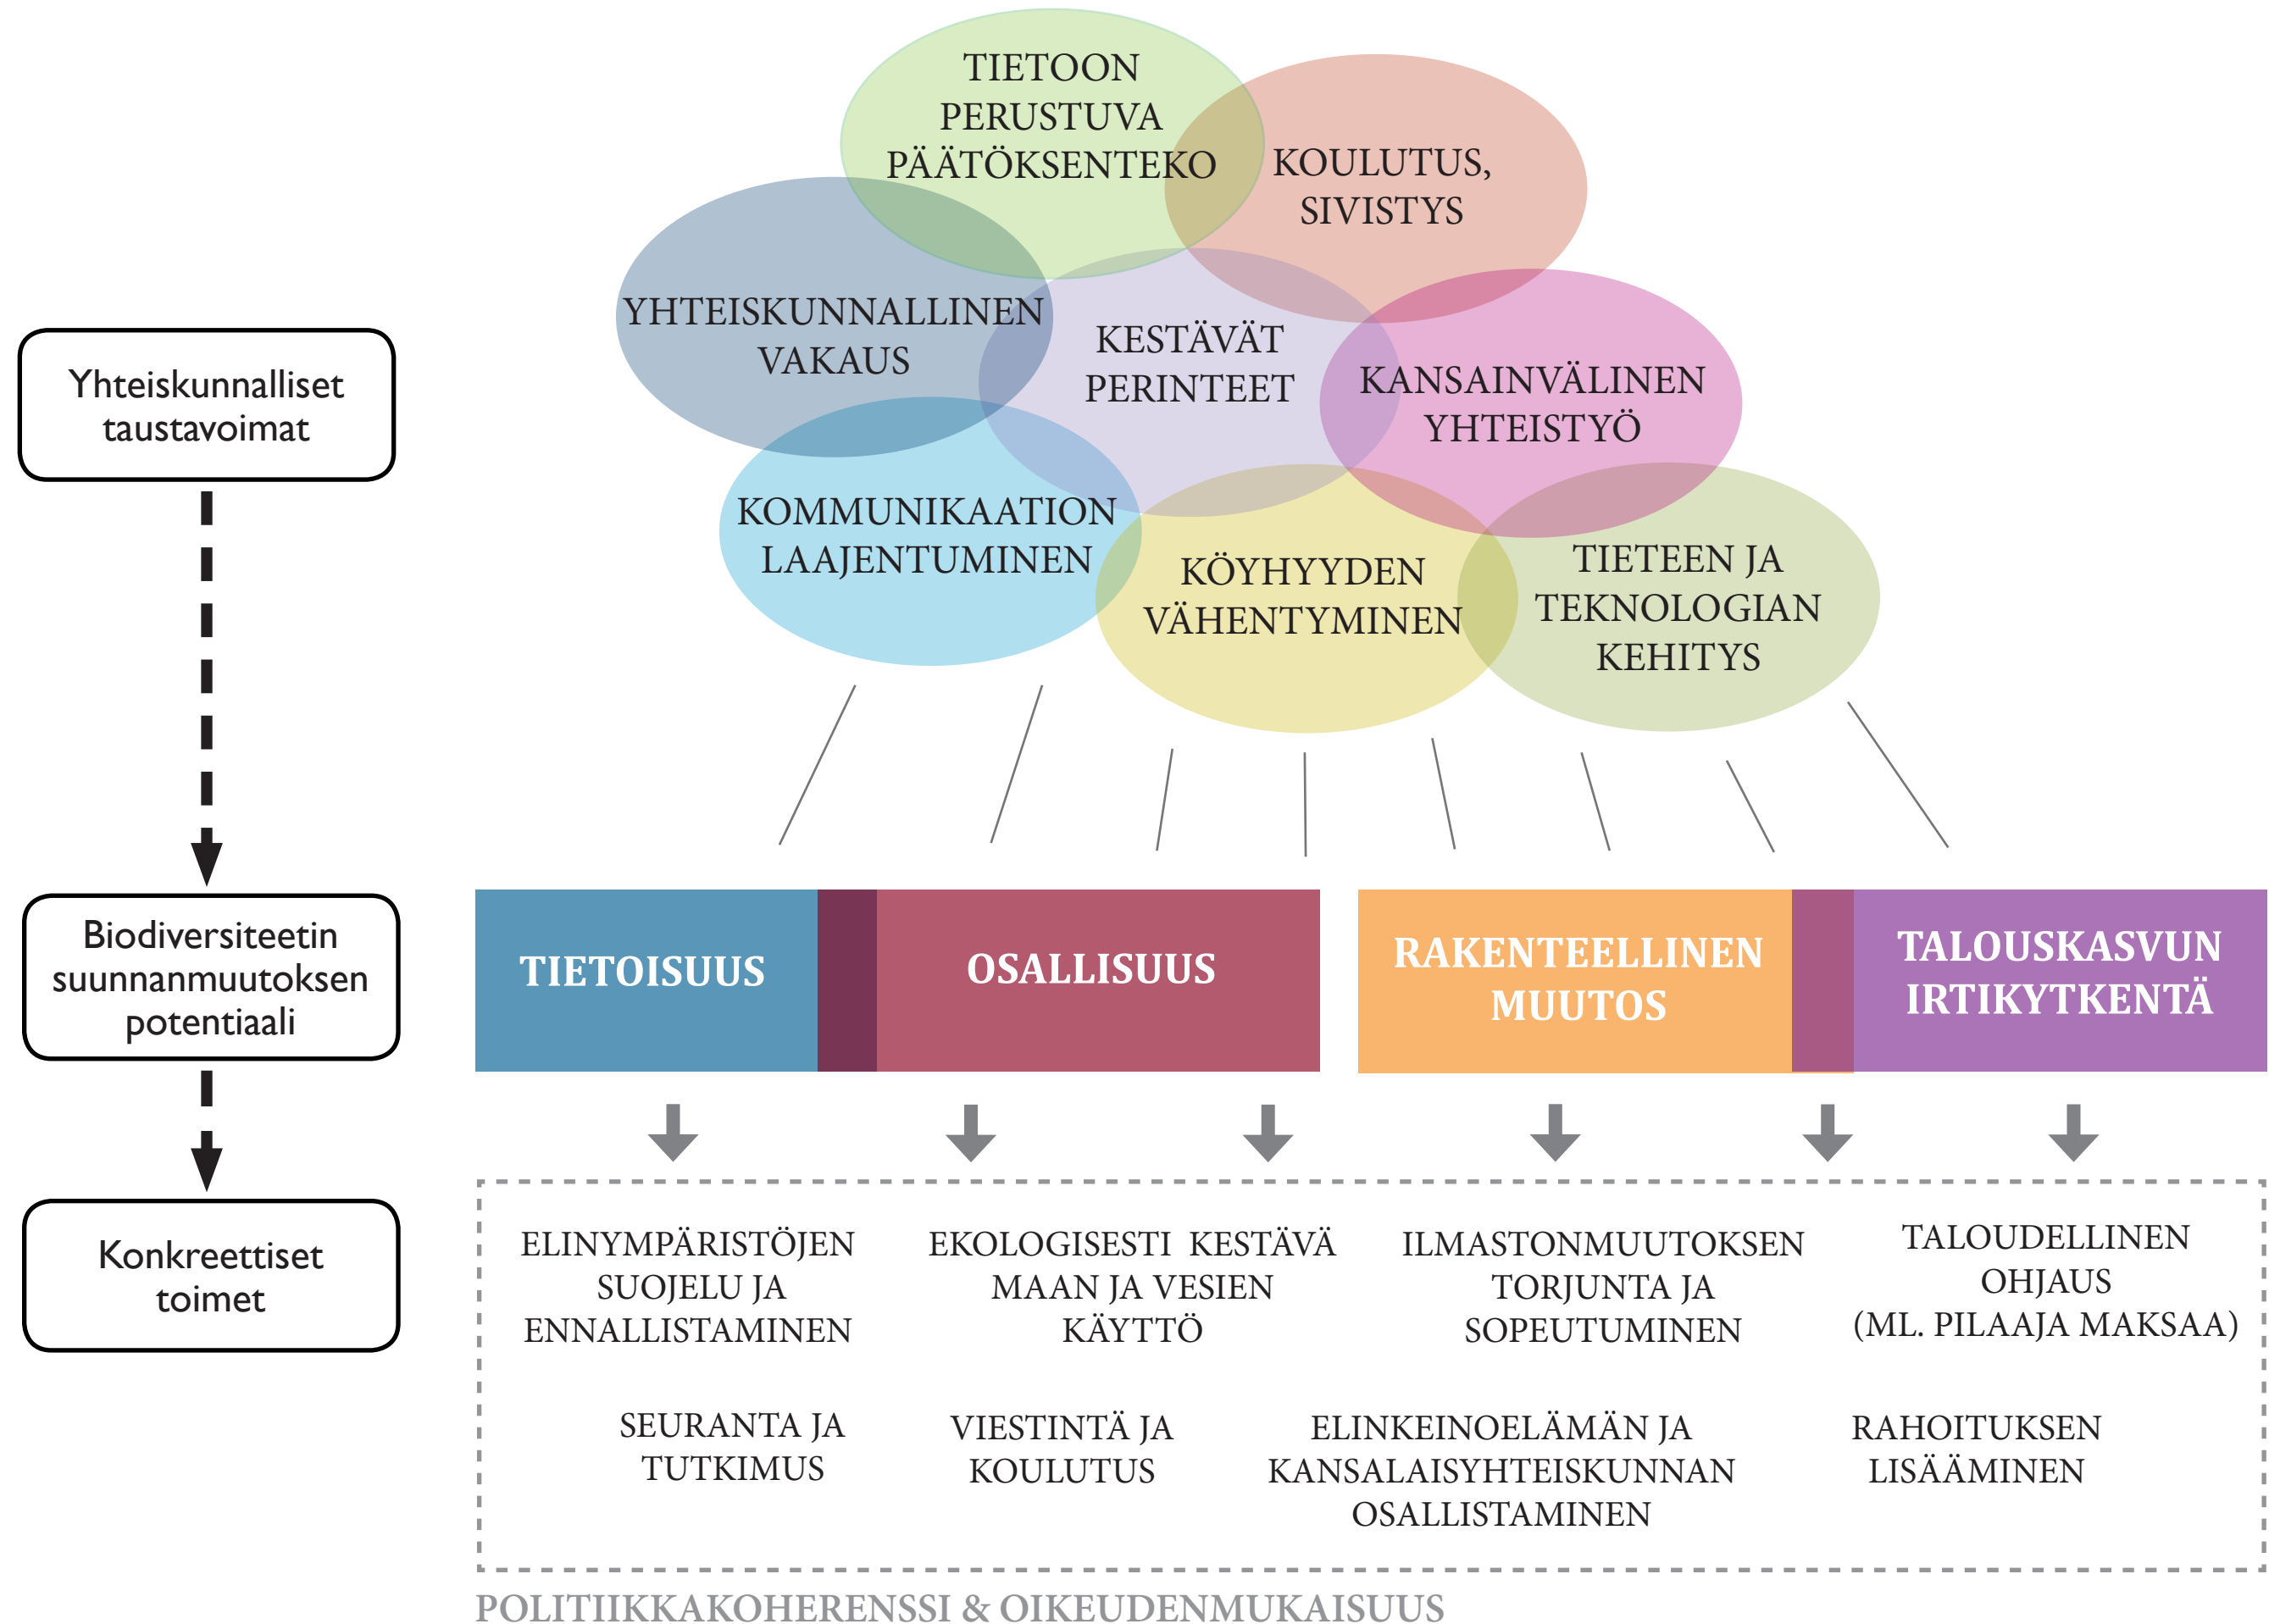 TIETOON
PERUSTUVA
PÄÄTÖKSENTEKO
KOULUTUS,
SIVISTYS
YHTEISKUNNALLINEN
VAKAUS
KESTÄVÄT
PERINTEET
KANSAINVÄLINEN
YHTEISTYÖ
KOMMUNIKAATION
LAAJENTUMINEN
KÖYHYYDEN
VÄHENTYMINEN
TIETEEN JA
TEKNOLOGIAN
KEHITYS
Yhteiskunnalliset
taustavoimat
Biodiversiteetin
suunnanmuutoksen
potentiaali
TIETOISUUS
OSALLISUUS
RAKENTEELLINEN
MUUTOS
TALOUSKASVUN
IRTIKYTKENTÄ
Konkreettiset
toimet
ELINYMPÄRISTÖJEN
SUOJELU JA
ENNALLISTAMINEN
EKOLOGISESTI KESTÄVÄ
MAAN JA VESIEN
KÄYTTÖ
ILMASTONMUUTOKSEN
TORJUNTA JA
SOPEUTUMINEN
TALOUDELLINEN
OHJAUS
(ML. PILAAJA MAKSAA)
SEURANTA JA
TUTKIMUS
VIESTINTÄ JA
KOULUTUS
ELINKEINOELÄMÄN JA
KANSALAISYHTEISKUNNAN
OSALLISTAMINEN
RAHOITUKSEN
LISÄÄMINEN
POLITIIKKAKOHERENSSI & OIKEUDENMUKAISUUS